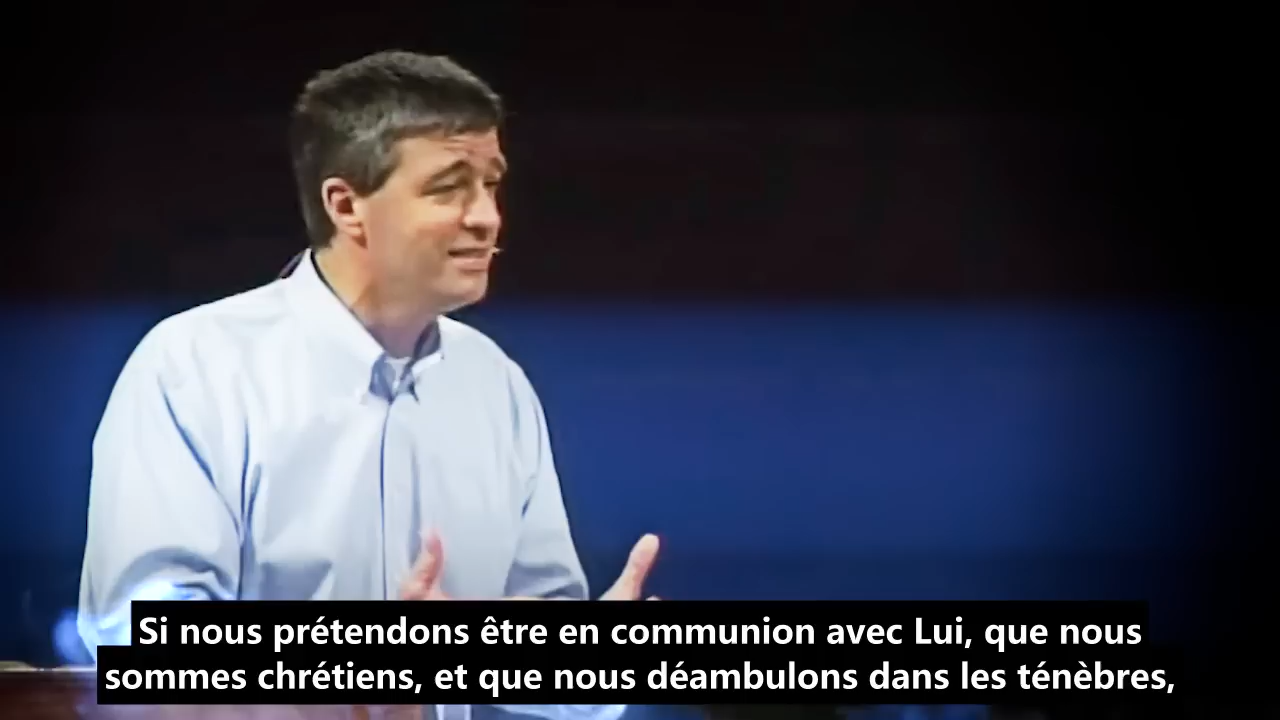 Si nous prétendons être en communion avec Lui, que nous
sommes chrétiens, et que nous déambulons dans les ténèbres,